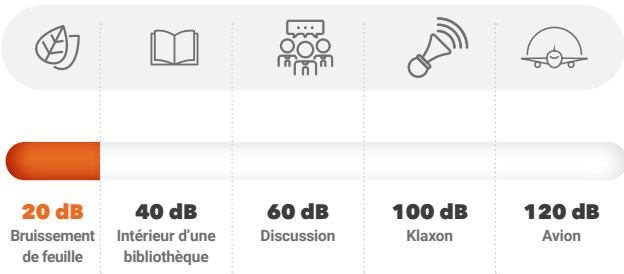 20 dB
Bruissement
de feuille
40 dB
Intérieur d’une
bibliothèque
60 dB
Discussion
100 dB
Klaxon
120 dB
Avion